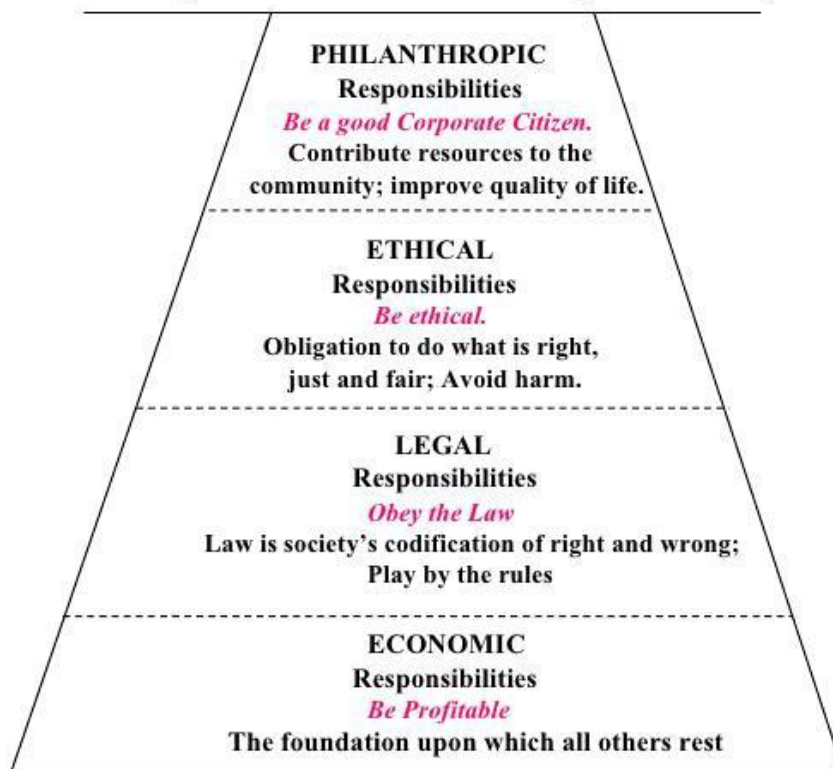 PHILANTHROPIC
Responsibilities
Be a good Corporate Citizen.
Contribute resources to the
community; improve quality of life.
ETHICAL
Responsibilities
Be ethical.
Obligation to do what is right,
just and fair; Avoid harm.
LEGAL
Responsibilities
Obey the Law
Law is society’s codification of right and wrong;
Play by the rules
ECONOMIC
Responsibilities
Be Profitable
The foundation upon which all others rest